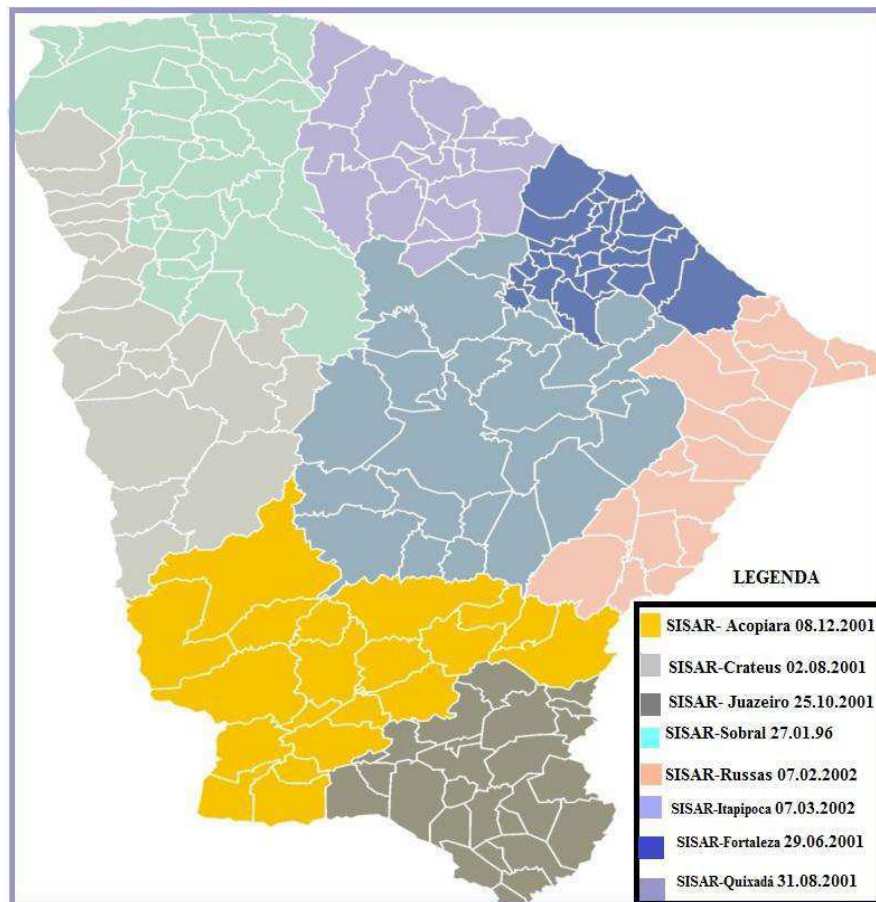 LEGENDA
SISAR- Acopiara 08.12.2001
SISAR-Crateus 02.08.2001
SISAR- Juazeiro 25.10.2001
SISAR-Sobral 27.01.96
SISAR-Russas 07.02.2002
SISAR-Itapipoca 07.03.2002
SISAR-Fortaleza 29.06.2001
SISAR-Quixadá 31.08.2001